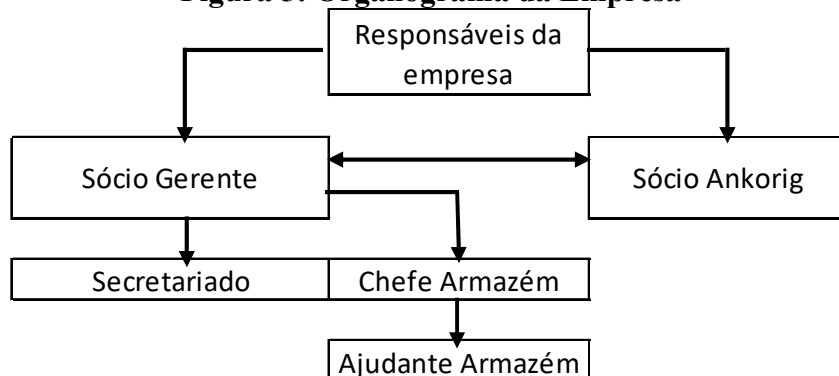 Figura 3: Organograma da Empresa
Responsáveis da
empresa
Sócio Gerente
Sócio Ankorig
Secretariado
Chefe Armazém
Ajudante Armazém